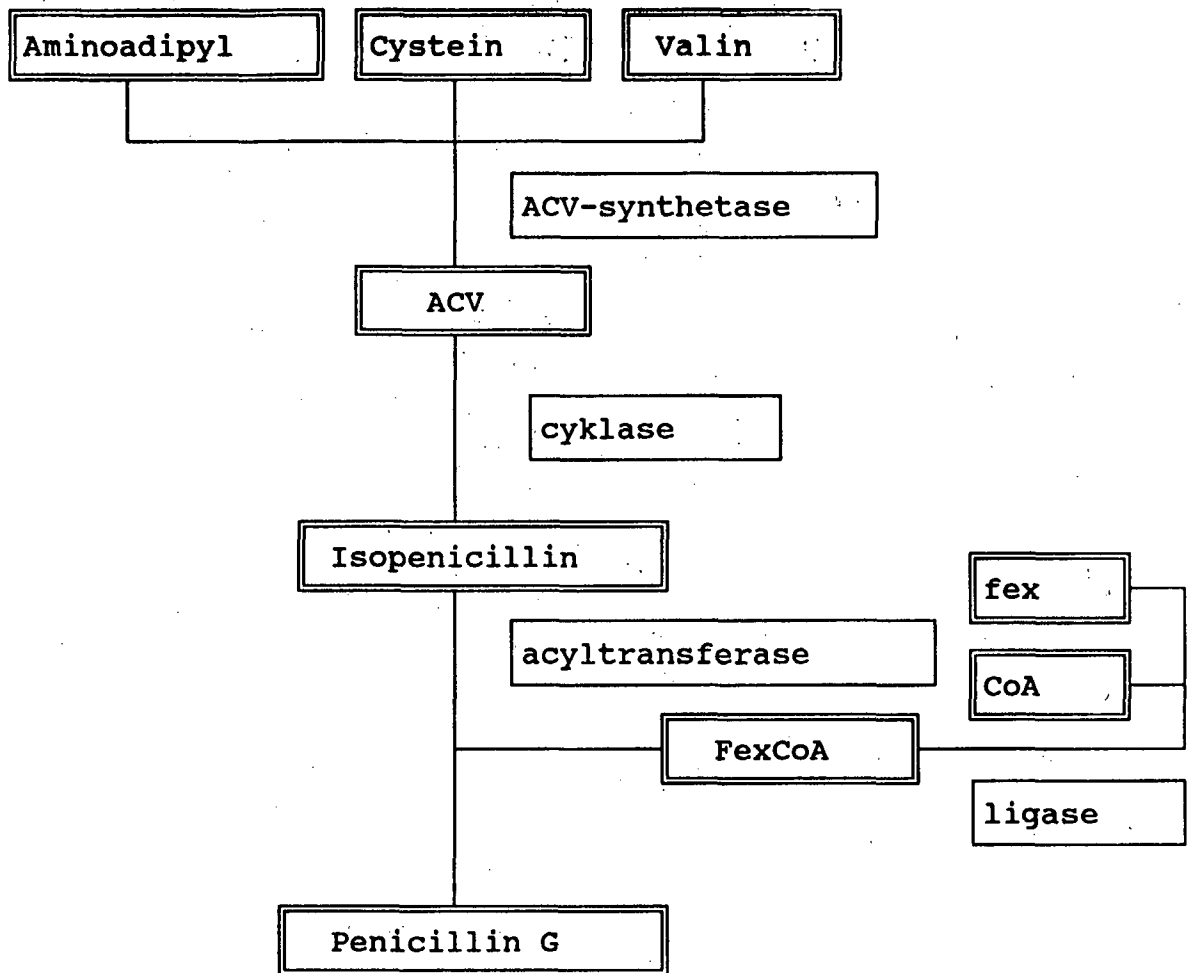 Aminoadipyl
Cystein
Valin
ACV-synthetase
ACV
cyklase
Isopenicillin
fex
acyltransferase
CoA
FexCoA
ligase
Penicillin G